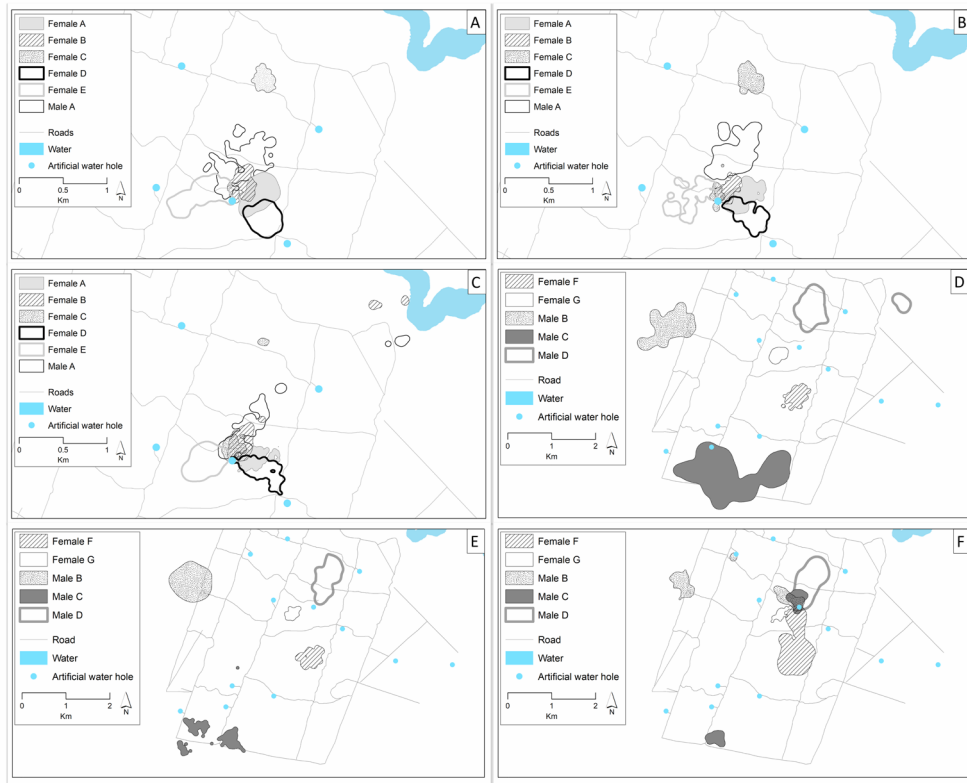 A
Female A
Female B
Female C
Female D
Female E
Male A
Roads
Water
Artificial water hole
0 0.5 1
Km
N
B
Female A
Female B
Female C
Female D
Female E
Male A
Roads
Water
Artificial water hole
0 0.5 1
Km
N
C
Female A
Female B
Female C
Female D
Female E
Male A
Roads
Water
Artificial water hole
0 0.5 1
Km
N
D
Female F
Female G
Male B
Male C
Male D
Road
Water
Artificial water hole
0 1 2
Km
N
E
Female F
Female G
Male B
Male C
Male D
Road
Water
Artificial water hole
0 1 2
Km
N
F
Female F
Female G
Male B
Male C
Male D
Road
Water
Artificial water hole
0 1 2
Km
N